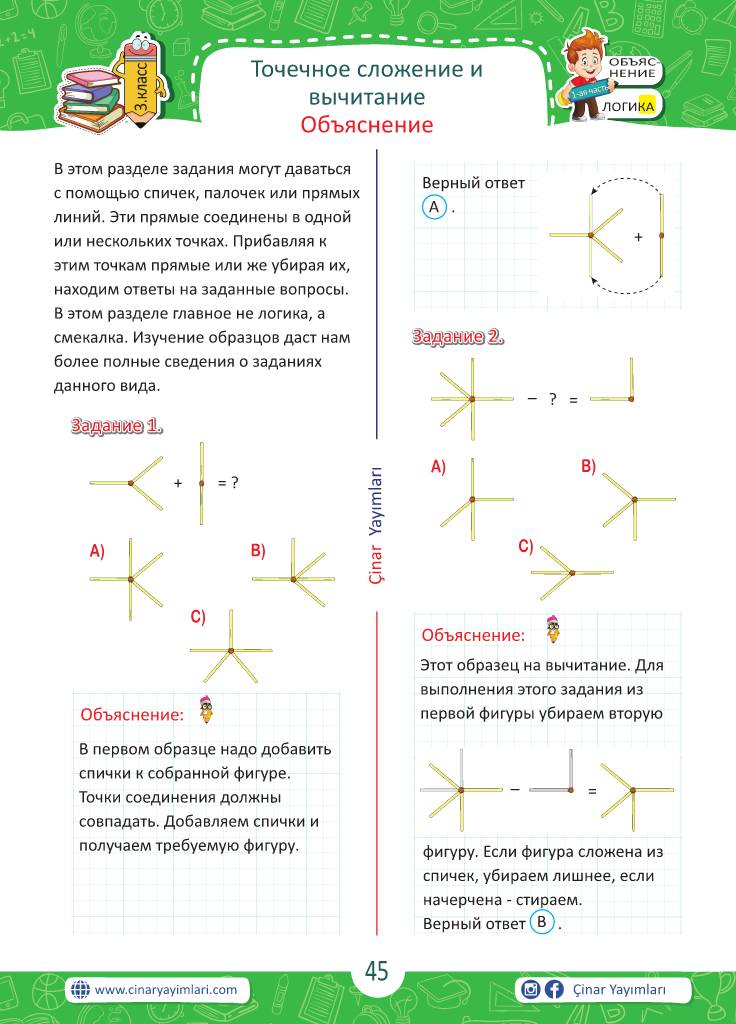 3.класс
Точечное сложение и
вычитание
Объяснение
ОБЪЯС-
НЕНИЕ
1-ая часть
ЛОГИКА
В этом разделе задания могут даваться
с помощью спичек, палочек или прямых
линий. Эти прямые соединены в одной
или нескольких точках. Прибавляя к
этим точкам прямые или же убирая их,
находим ответы на заданные вопросы.
В этом разделе главное не логика, а
смекалка. Изучение образцов даст нам
более полные сведения о заданиях
данного вида.
Задание 1.
+ = ?
A) B)
C)
Объяснение:
В первом образце надо добавить
спички к собранной фигуре.
Точки соединения должны
совпадать. Добавляем спички и
получаем требуемую фигуру.
Çinar Yayımları
Верный ответ
A .
+
Задание 2.
– ? =
A) B)
C)
Объяснение:
Этот образец на вычитание. Для
выполнения этого задания из
первой фигуры убираем вторую
– =
фигуру. Если фигура сложена из
спичек, убираем лишнее, если
начерчена - стираем.
Верный ответ B .
www.cinaryayimlari.com
45
Çinar Yayımları